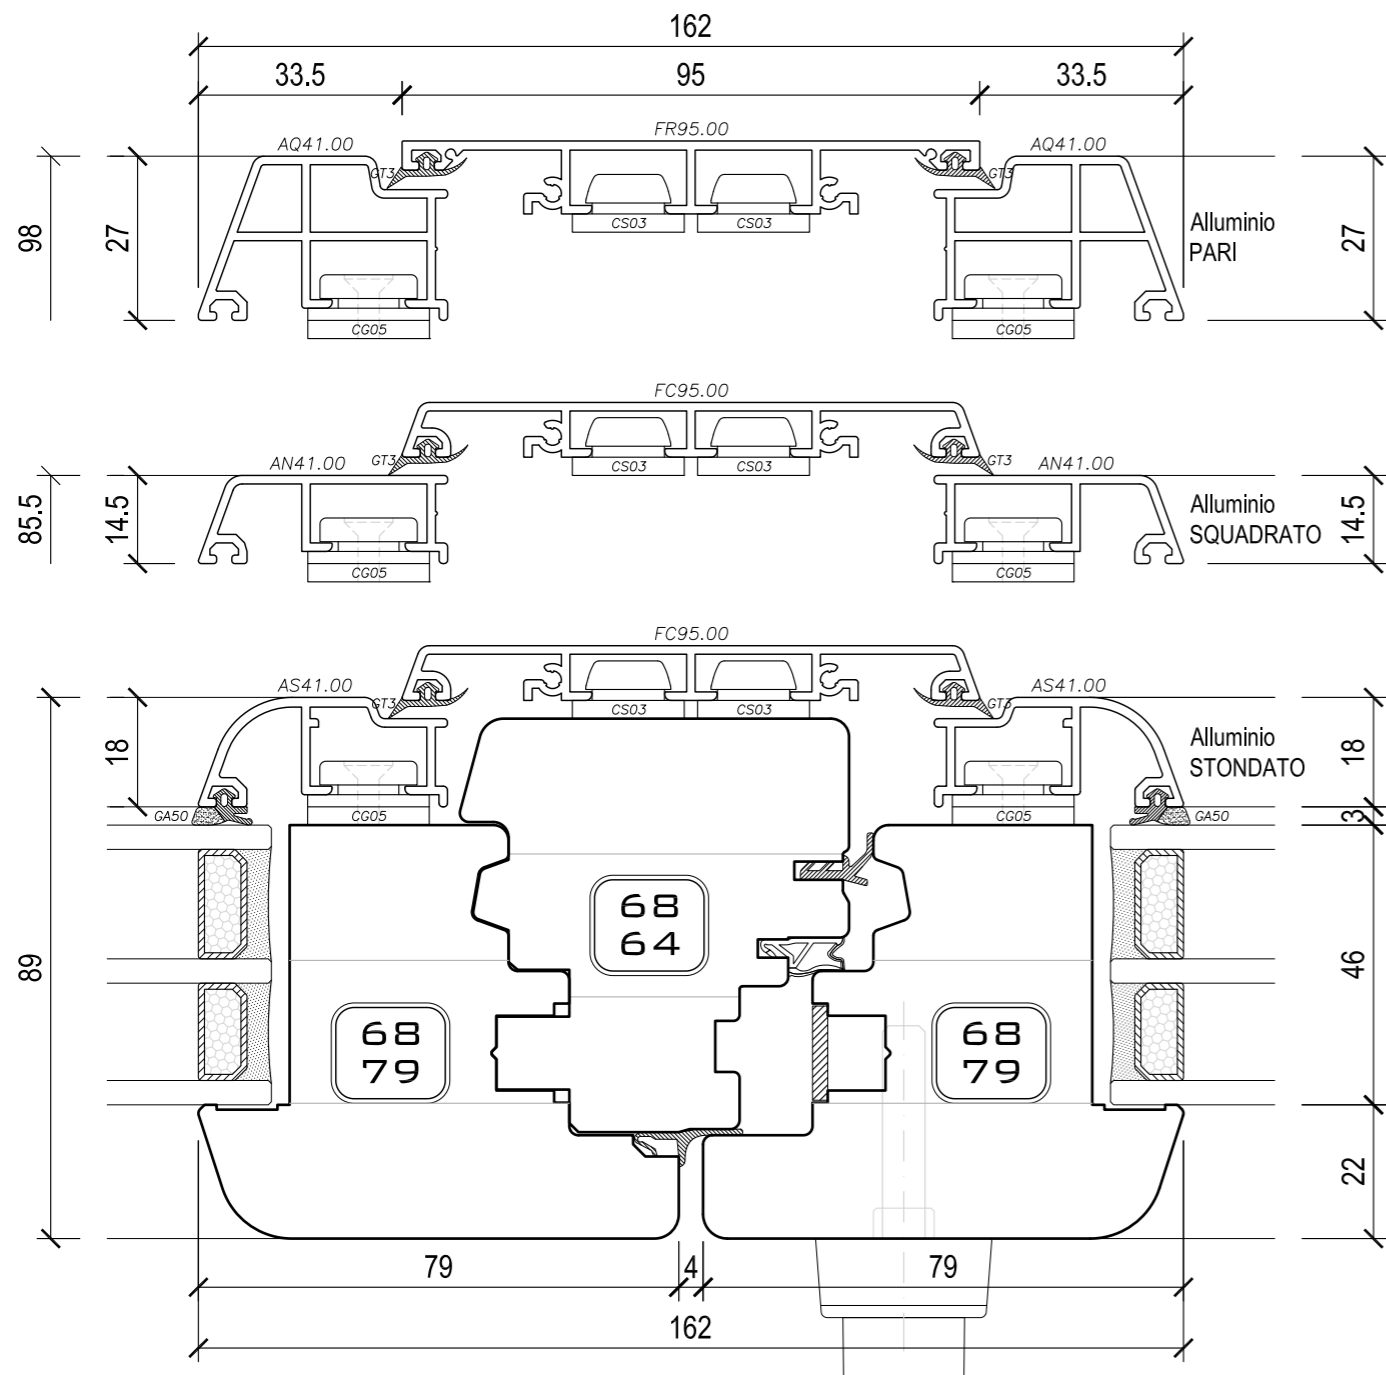 162
33.5
95
33.5
FR95.00
AQ41.00
AQ41.00
GT3
GT3
98
27
CS03
CS03
Alluminio
PARI
27
CG05
CG05
FC95.00
AN41.00
GT3
GT3
AN41.00
CS03
CS03
85.5
14.5
Alluminio
SQUADRATO
14.5
CG05
CG05
FC95.00
AS41.00
AS41.00
GT3
GT3
CS03
CS03
18
Alluminio
STONDATO
18
GA50
CG05
CG05
GA50
3
68
64
89
46
68
79
68
79
22
79
4
79
162